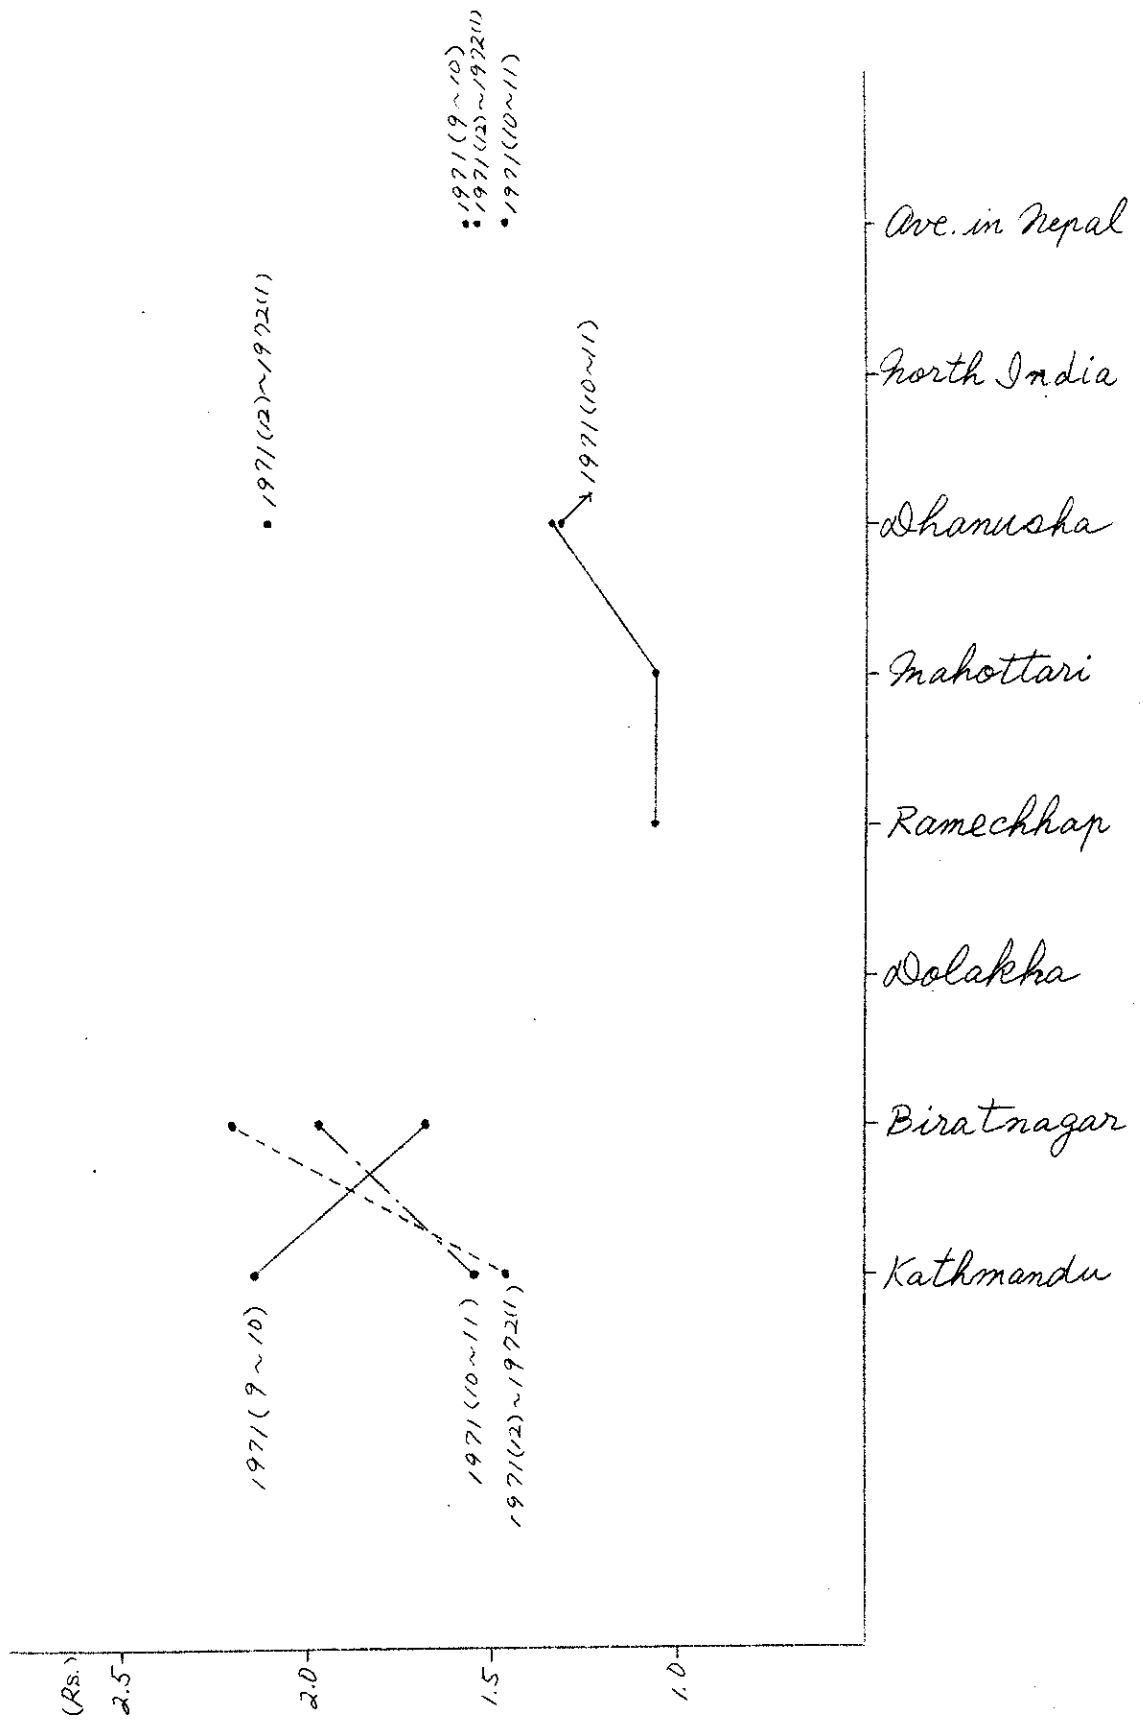 (Rs.)
2.5
2.0
1.5
1.0
1971(9~10)
1971(10~11)
1971(12)~1972(1)
1971(12)~1972(1)
1971(10~11)
1971(9~10)
1971(12)~1972(1)
1971(10~11)
Kathmandu
Biratnagar
Dolakha
Ramechhap
Mahottari
Dhanusha
North India
Ave. in Nepal